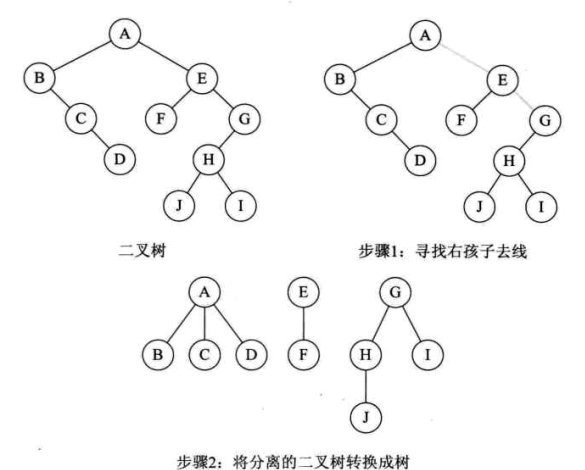 A A
B E B E
C F G C F G
D H D H
J I J I
二叉树 步骤1：寻找右孩子去线
A E G
B C D F H I
J
步骤2：将分离的二叉树转换成树